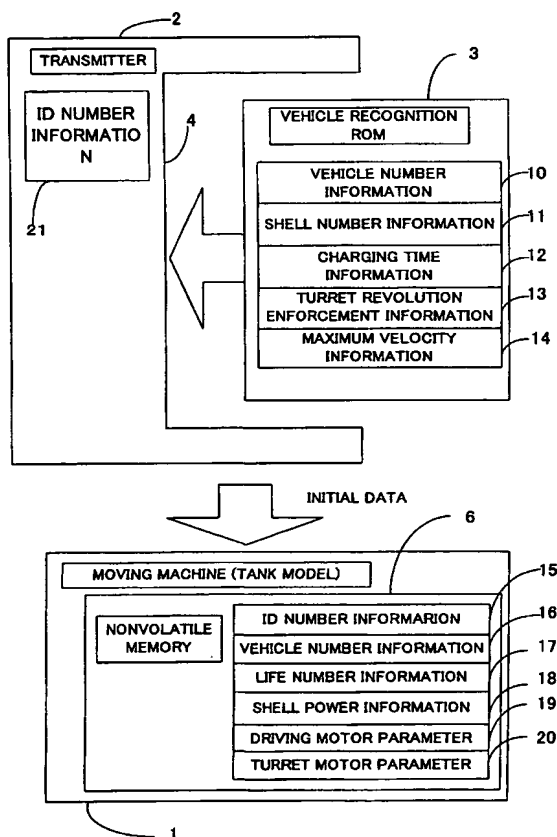 2
TRANSMITTER
3
ID NUMBER
INFORMATIO
N
4
VEHICLE RECOGNITION
ROM
21
VEHICLE NUMBER
INFORMATION
10
SHELL NUMBER INFORMATION
11
CHARGING TIME
INFORMATION
12
TURRET REVOLUTION
ENFORCEMENT INFORMATION
13
MAXIMUM VELOCITY
INFORMATION
14
INITIAL DATA
6
MOVING MACHINE (TANK MODEL)
15
NONVOLATILE
MEMORY
ID NUMBER INFORMARION
16
VEHICLE NUMBER INFORMATION
17
LIFE NUMBER INFORMATION
18
SHELL POWER INFORMATION
19
DRIVING MOTOR PARAMETER
20
TURRET MOTOR PARAMETER
1